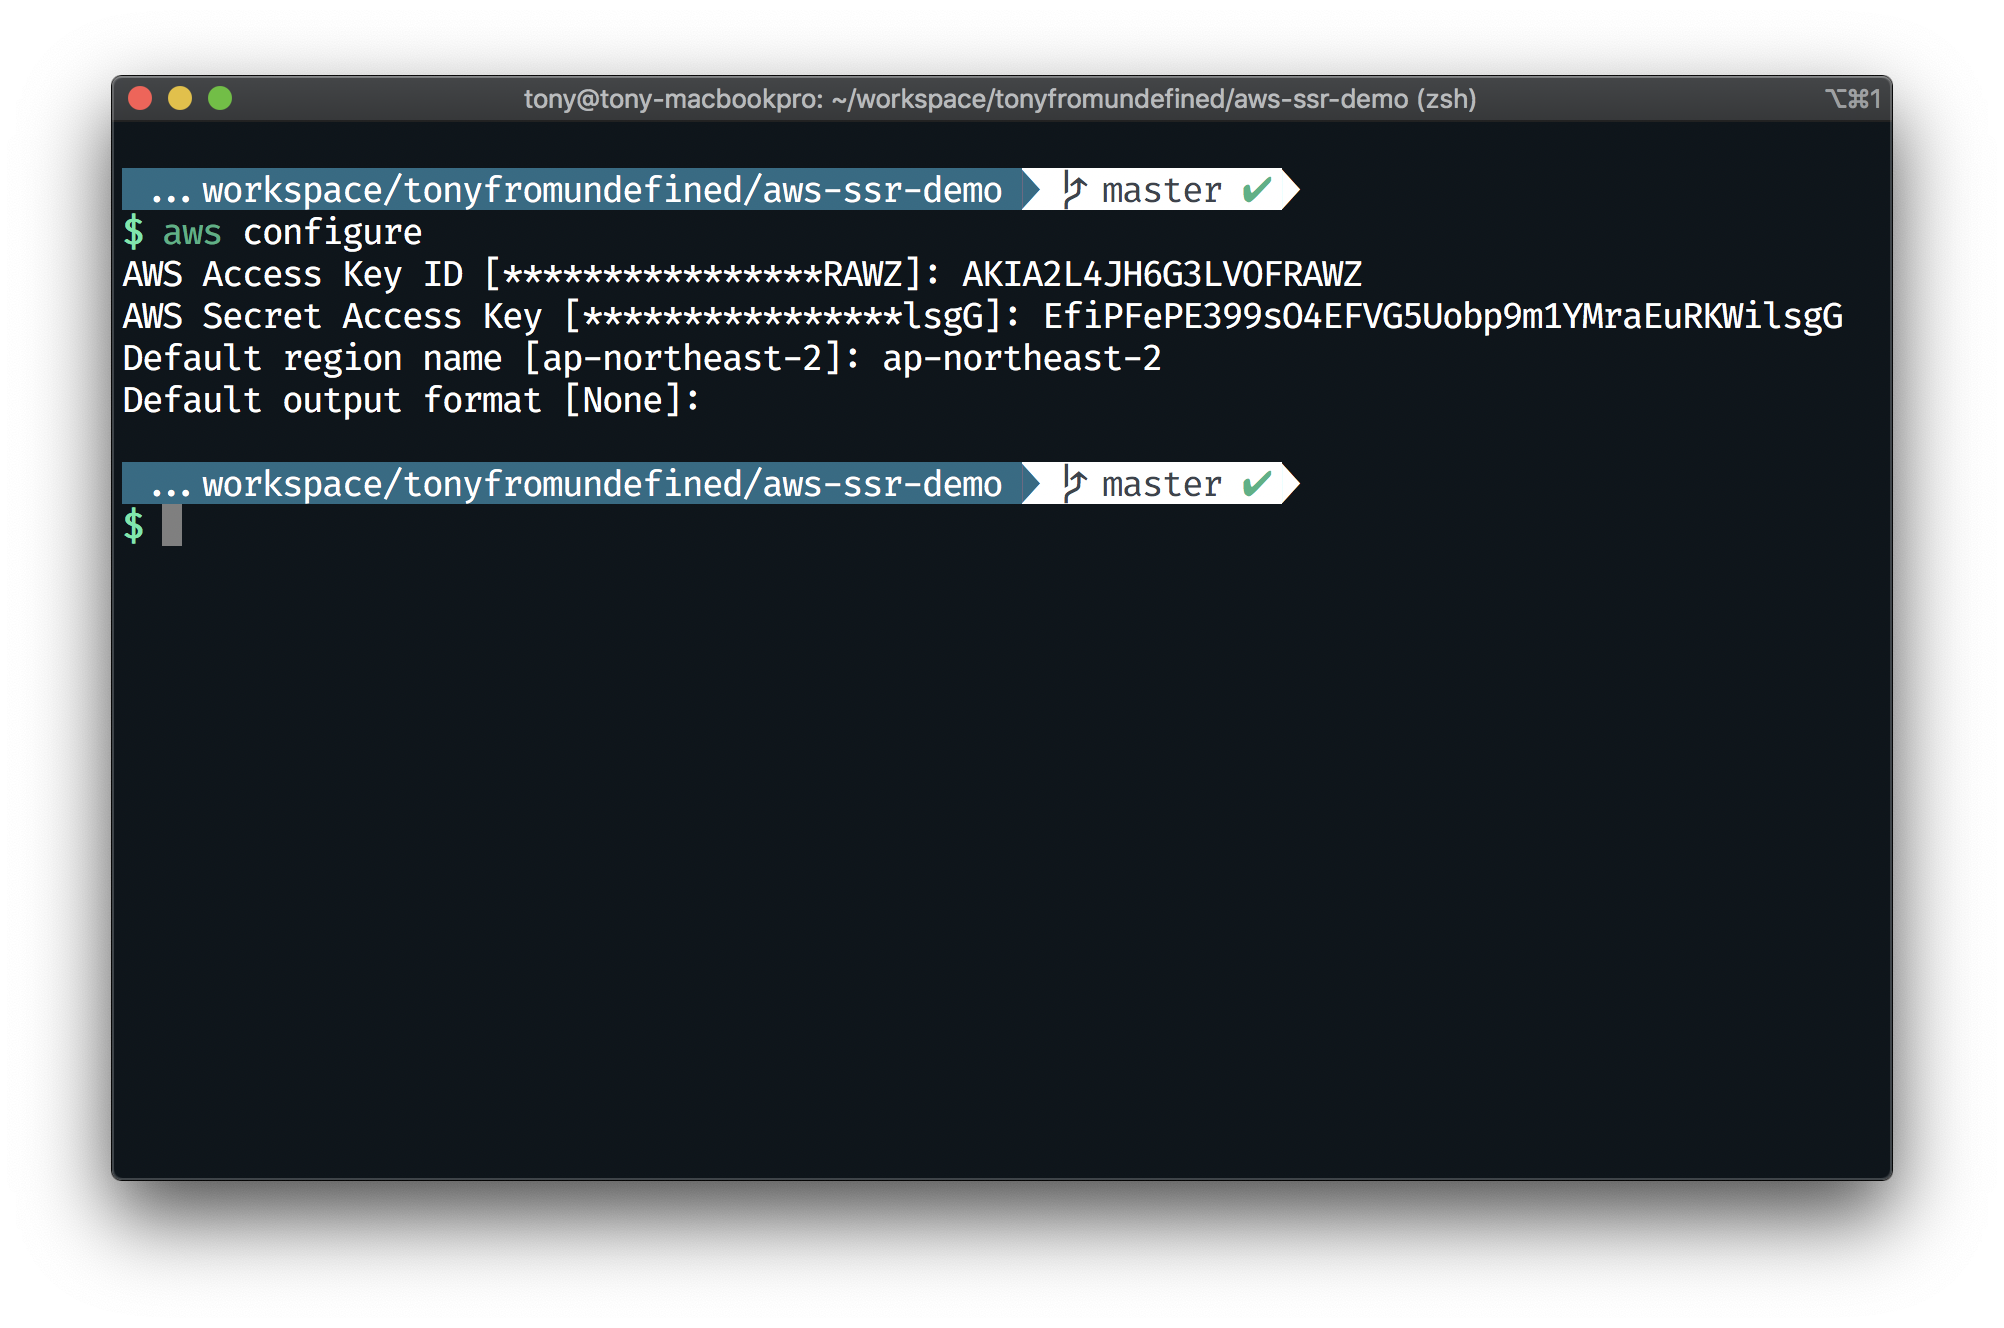 tony@tony-macbookpro: ~/workspace/tonyfromundefined/aws-ssr-demo (zsh) ⌥⌘1
...workspace/tonyfromundefined/aws-ssr-demo master ✔
$ aws configure
AWS Access Key ID [****************RAWZ]: AKIA2L4JH6G3LVOFRAWZ
AWS Secret Access Key [****************lsgG]: 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
Default region name [ap-northeast-2]: ap-northeast-2
Default output format [None]:
...workspace/tonyfromundefined/aws-ssr-demo master ✔
$